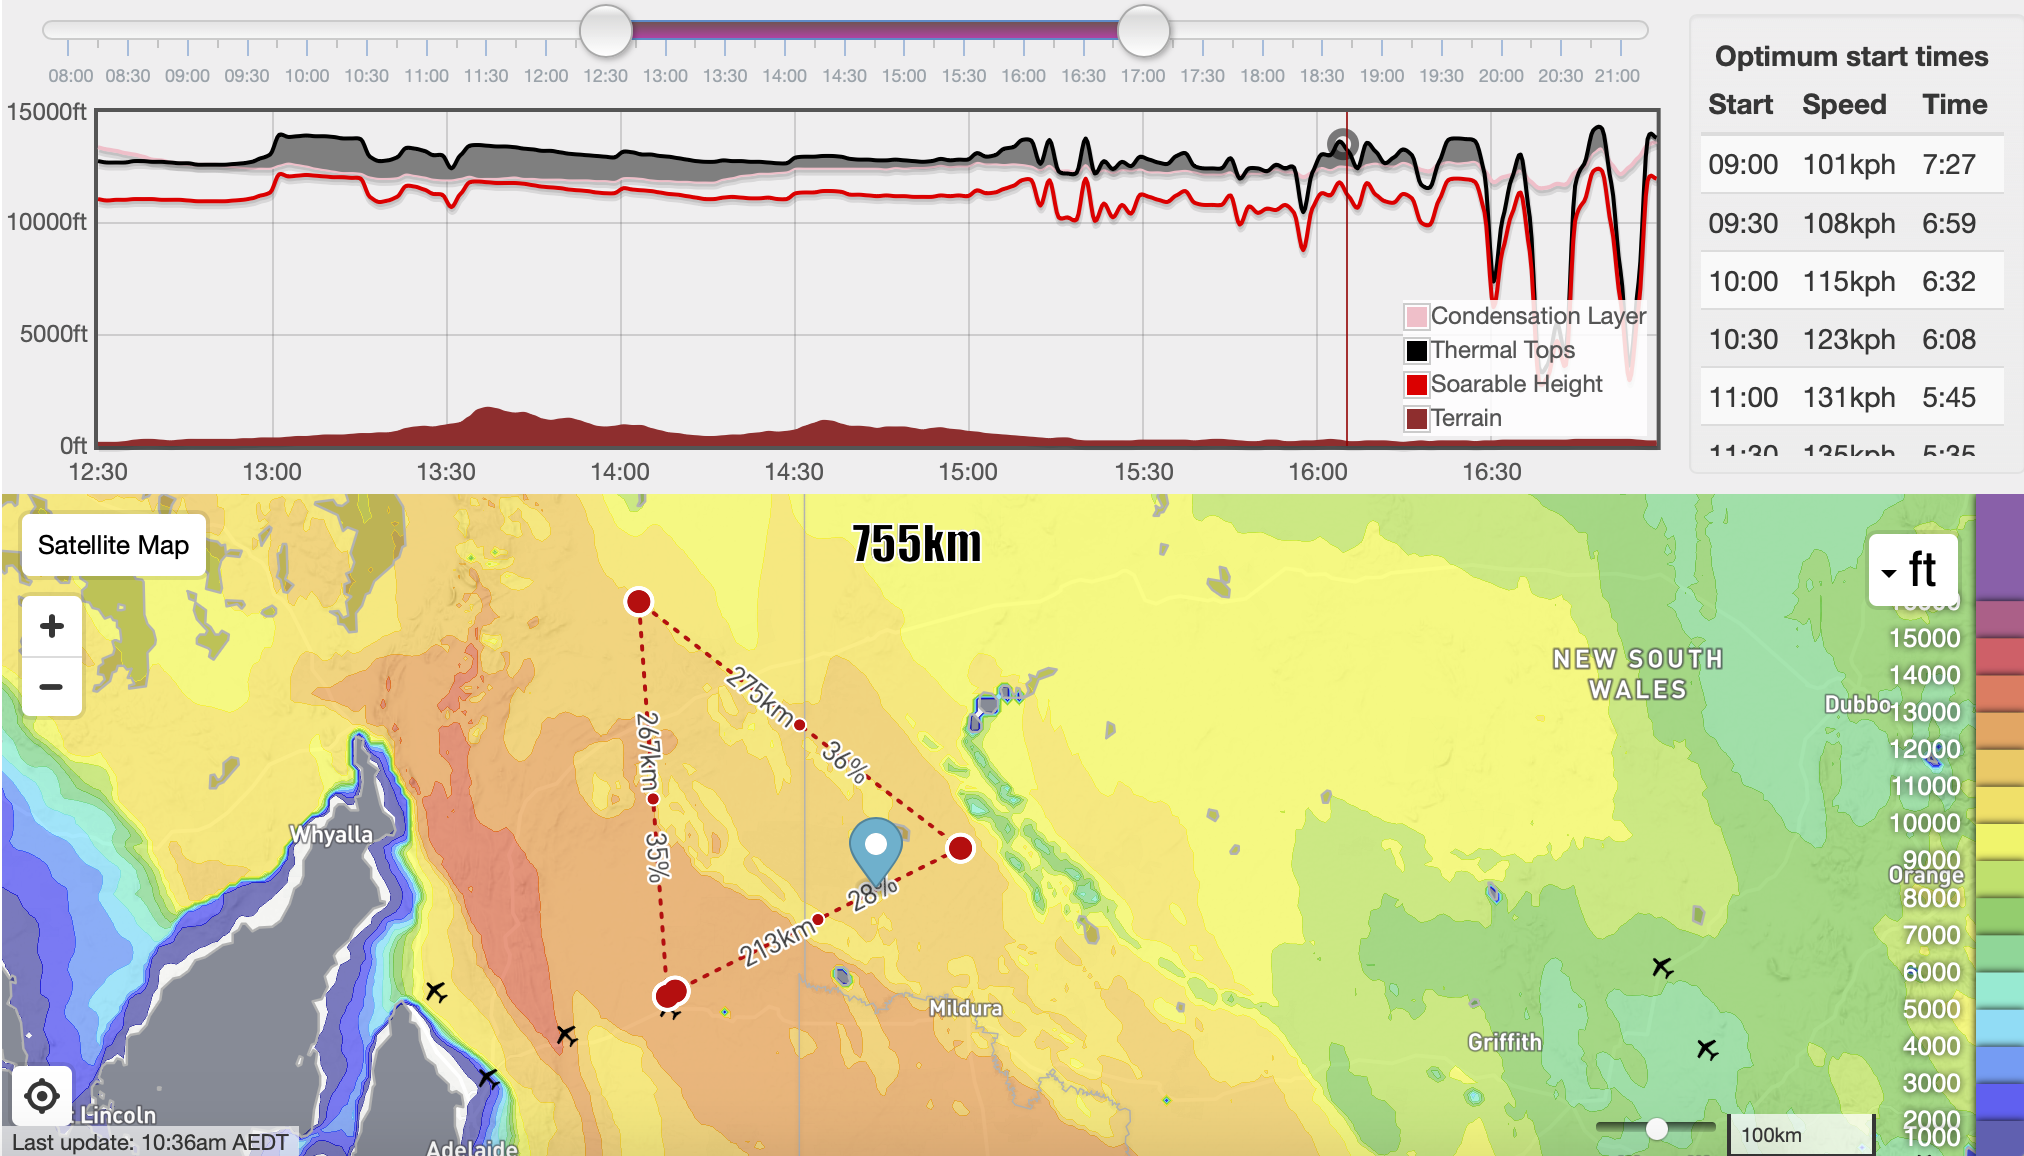 08:00 08:30 09:00 09:30 10:00 10:30 11:00 11:30 12:00 12:30 13:00 13:30 14:00 14:30 15:00 15:30 16:00 16:30 17:00 17:30 18:00 18:30 19:00 19:30 20:00 20:30 21:00
15000ft
10000ft
5000ft
0ft
Condensation Layer
Thermal Tops
Soarable Height
Terrain
12:30 13:00 13:30 14:00 14:30 15:00 15:30 16:00 16:30
Optimum start times
Start Speed Time
09:00 101kph 7:27
09:30 108kph 6:59
10:00 115kph 6:32
10:30 123kph 6:08
11:00 131kph 5:45
11:30 135kph 5:35
Satellite Map
+
−
755km
ft
275km
36%
267km
35%
28%
213km
NEW SOUTH
WALES
Dubbo
Whyalla
Orange
Mildura
Griffith
Lincoln
Adelaide
15000
14000
13000
12000
11000
10000
9000
8000
7000
6000
5000
4000
3000
2000
1000
Last update: 10:36am AEDT
100km